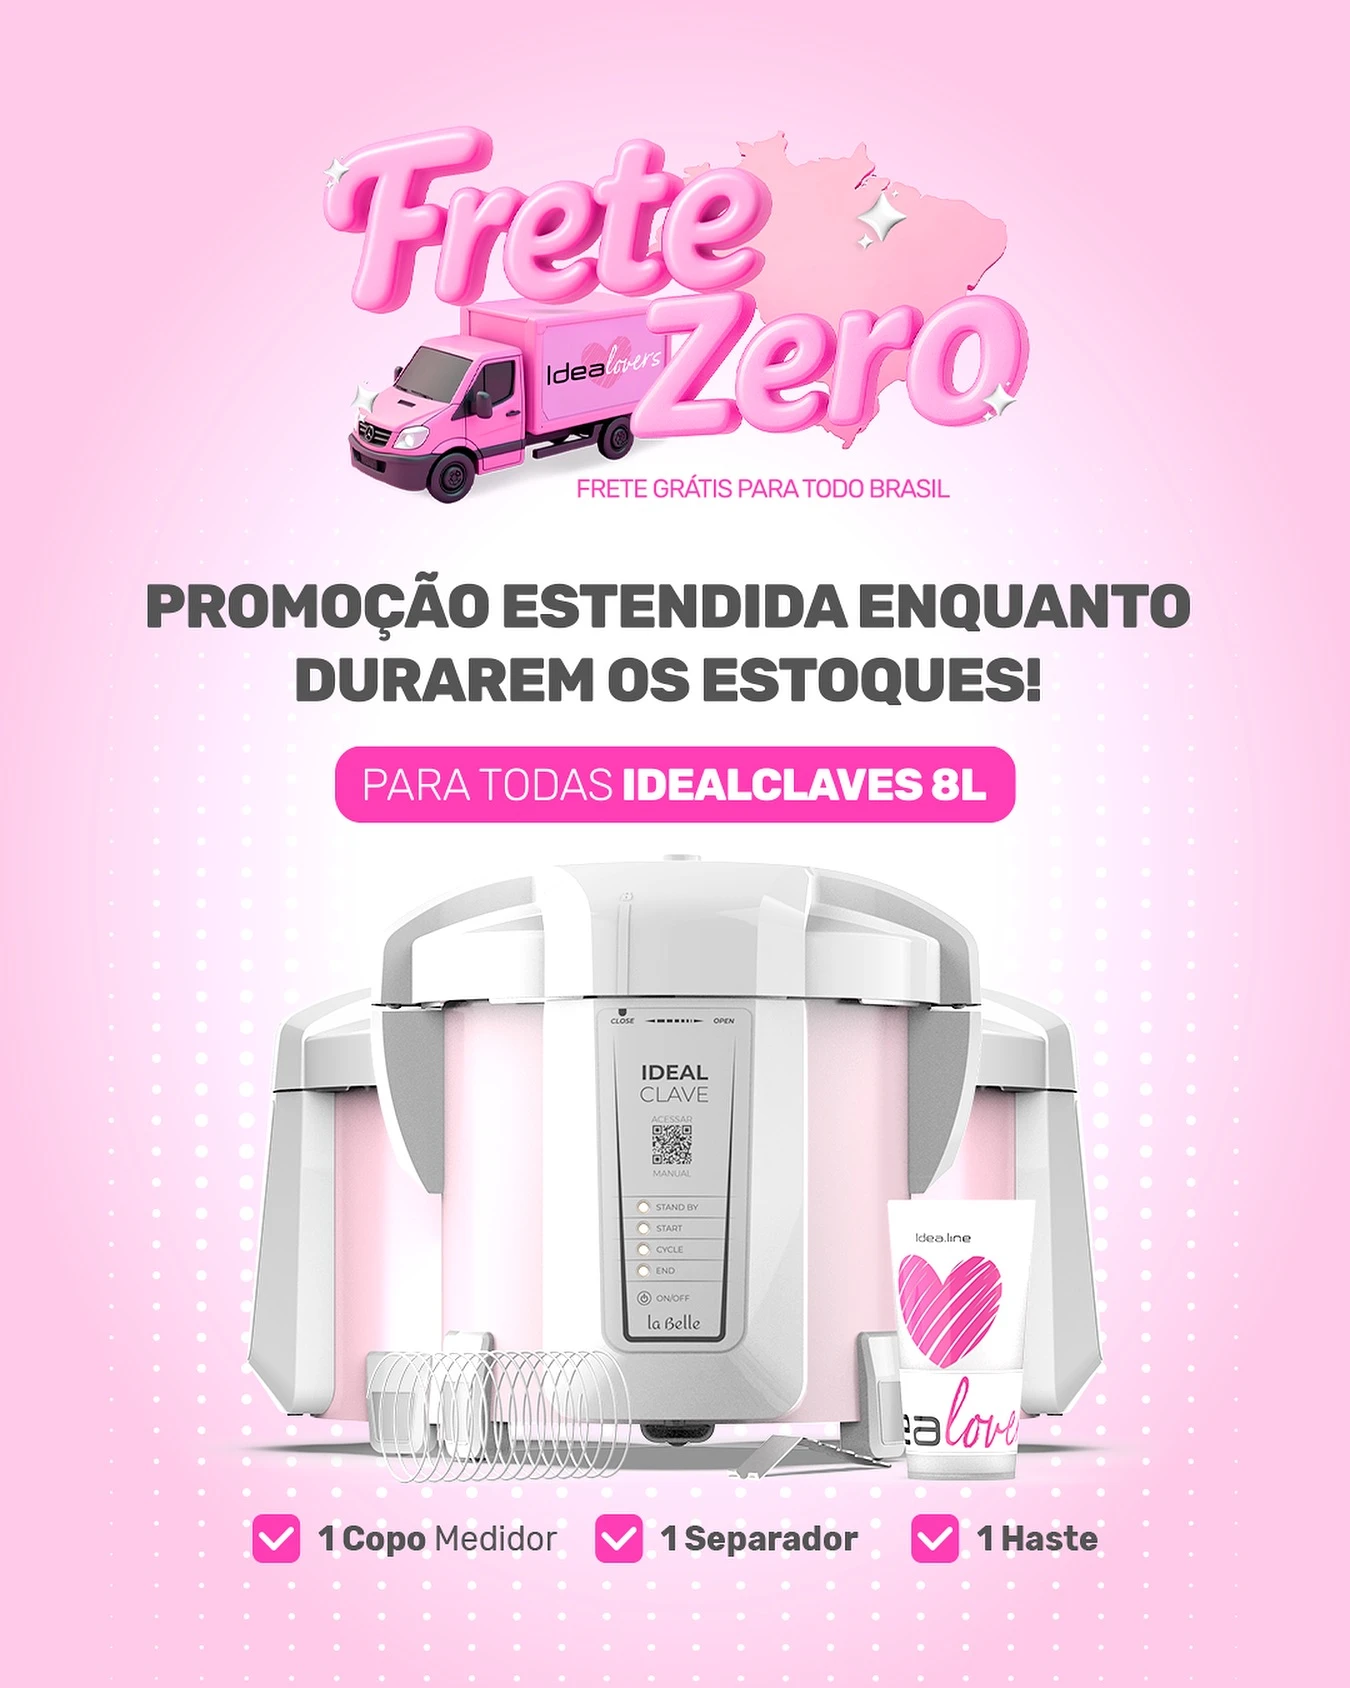 Frete
Zero
Idealovers
FRETE GRÁTIS PARA TODO BRASIL
PROMOÇÃO ESTENDIDA ENQUANTO
DURAREM OS ESTOQUES!
PARA TODAS IDEALCLAVES 8L
CLOSE OPEN
IDEAL
CLAVE
ACESSAR
MANUAL
STAND BY
START
CYCLE
END
ON/OFF
la Belle
Idea.line
ea love
1 Copo Medidor
1 Separador
1 Haste